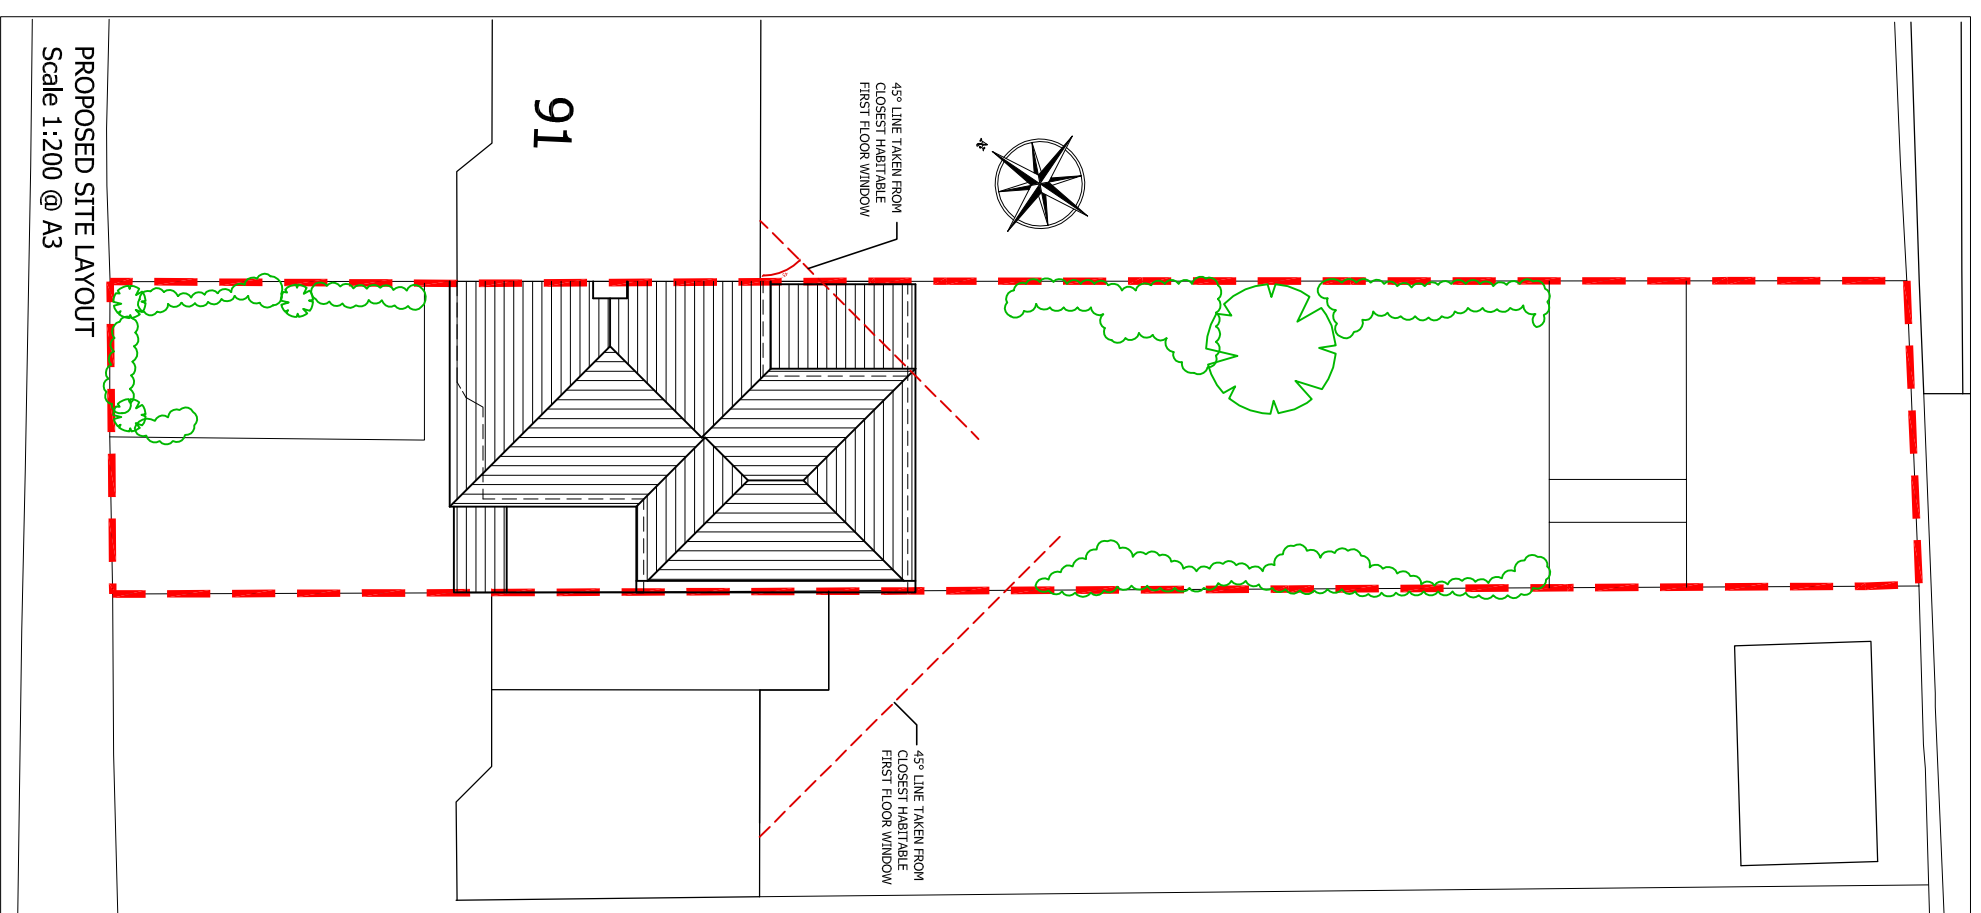 PROPOSED SITE LAYOUT
Scale 1:200 @ A3
91
45° LINE TAKEN FROM
CLOSEST HABITABLE
FIRST FLOOR WINDOW
N
45° LINE TAKEN FROM
CLOSEST HABITABLE
FIRST FLOOR WINDOW